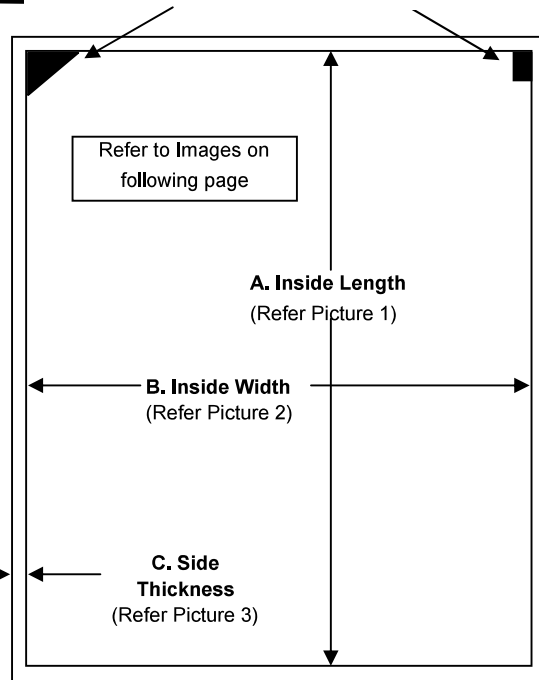 Refer to Images on
following page
A. Inside Length
(Refer Picture 1)
B. Inside Width
(Refer Picture 2)
C. Side
Thickness
(Refer Picture 3)